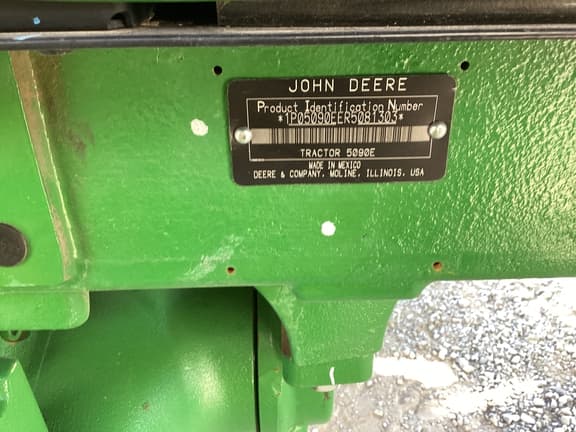 JOHN DEERE
Product Identification Number
*1P05090EER5081303*
TRACTOR 5090E
MADE IN MEXICO
DEERE & COMPANY, MOLINE, ILLINOIS, USA